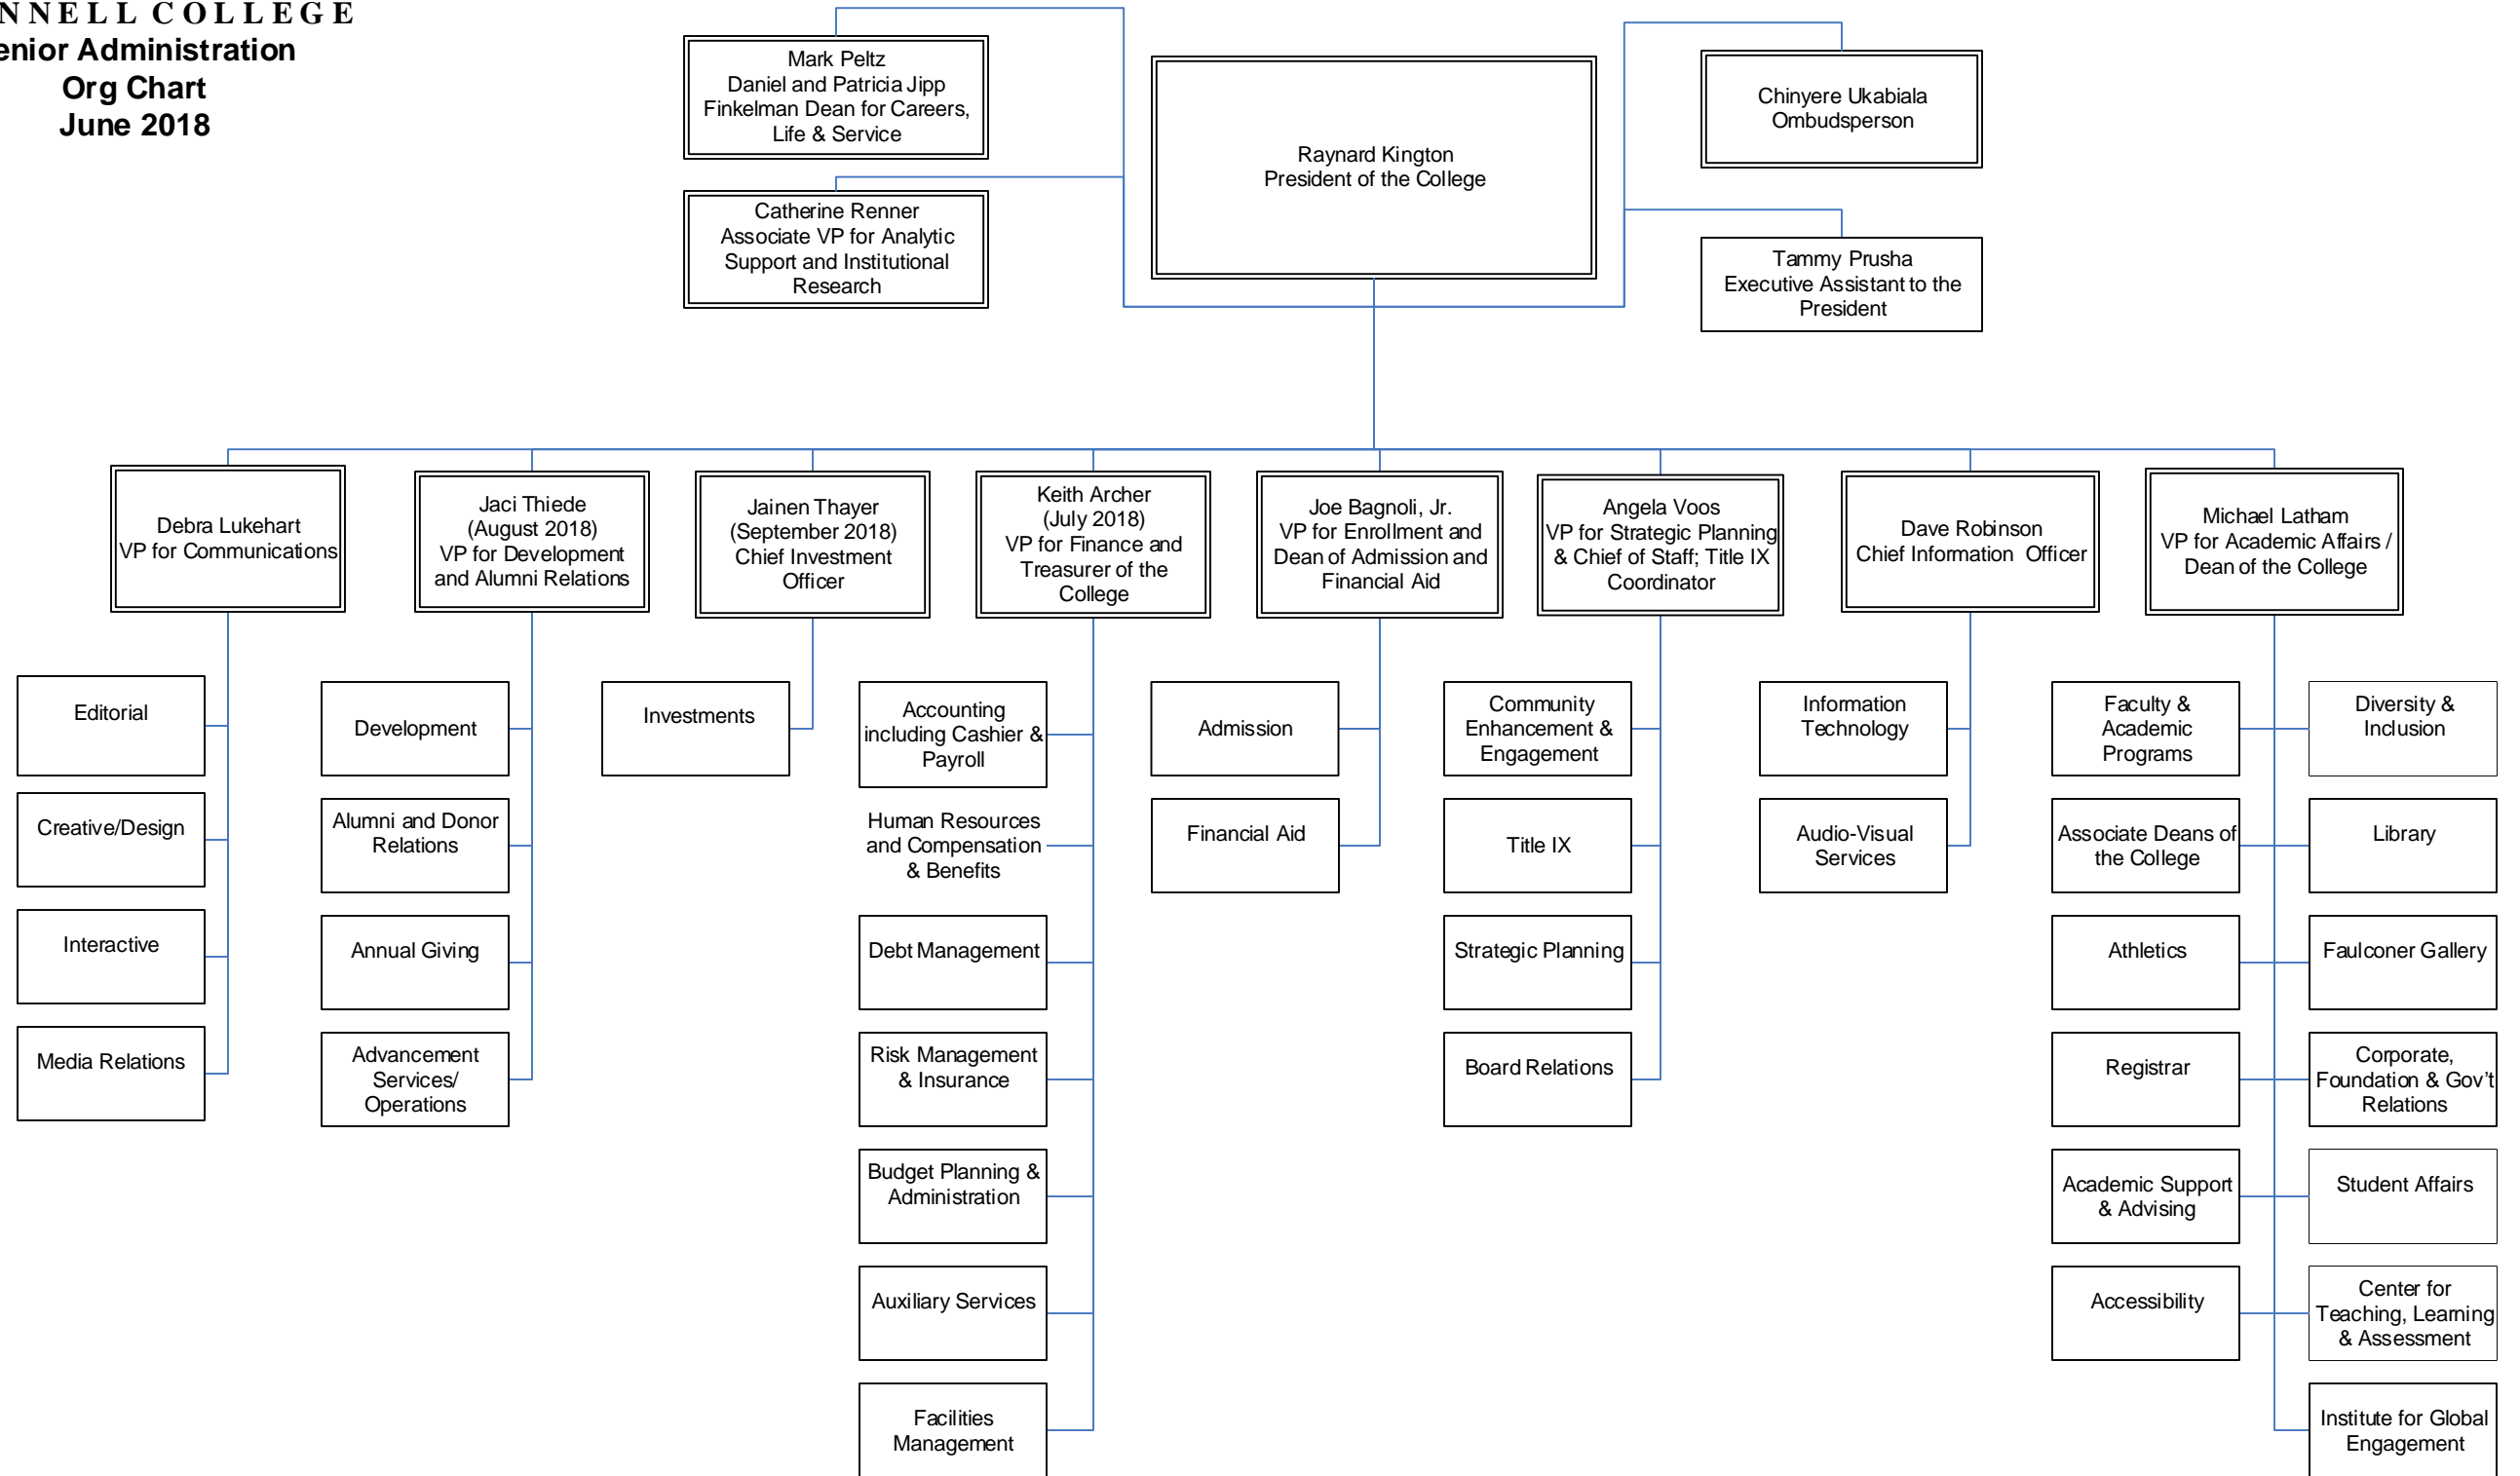 NNELL COLLEGE
enior Administration
Org Chart
June 2018
Mark Peltz
Daniel and Patricia Jipp
Finkelman Dean for Careers,
Life & Service
Catherine Renner
Associate VP for Analytic
Support and Institutional
Research
Raynard Kington
President of the College
Chinyere Ukabiala
Ombudsperson
Tammy Prusha
Executive Assistant to the
President
Debra Lukehart
VP for Communications
Jaci Thiede
(August 2018)
VP for Development
and Alumni Relations
Jainen Thayer
(September 2018)
Chief Investment
Officer
Keith Archer
(July 2018)
VP for Finance and
Treasurer of the
College
Joe Bagnoli, Jr.
VP for Enrollment and
Dean of Admission and
Financial Aid
Angela Voos
VP for Strategic Planning
& Chief of Staff; Title IX
Coordinator
Dave Robinson
Chief Information Officer
Michael Latham
VP for Academic Affairs /
Dean of the College
Editorial
Creative/Design
Interactive
Media Relations
Development
Alumni and Donor
Relations
Annual Giving
Advancement
Services/
Operations
Investments
Accounting
including Cashier &
Payroll
Human Resources
and Compensation
& Benefits
Debt Management
Risk Management
& Insurance
Budget Planning &
Administration
Auxiliary Services
Facilities
Management
Admission
Financial Aid
Community
Enhancement &
Engagement
Title IX
Strategic Planning
Board Relations
Information
Technology
Audio-Visual
Services
Faculty &
Academic
Programs
Associate Deans of
the College
Athletics
Registrar
Academic Support
& Advising
Accessibility
Diversity &
Inclusion
Library
Faulconer Gallery
Corporate,
Foundation & Gov't
Relations
Student Affairs
Center for
Teaching, Learning
& Assessment
Institute for Global
Engagement